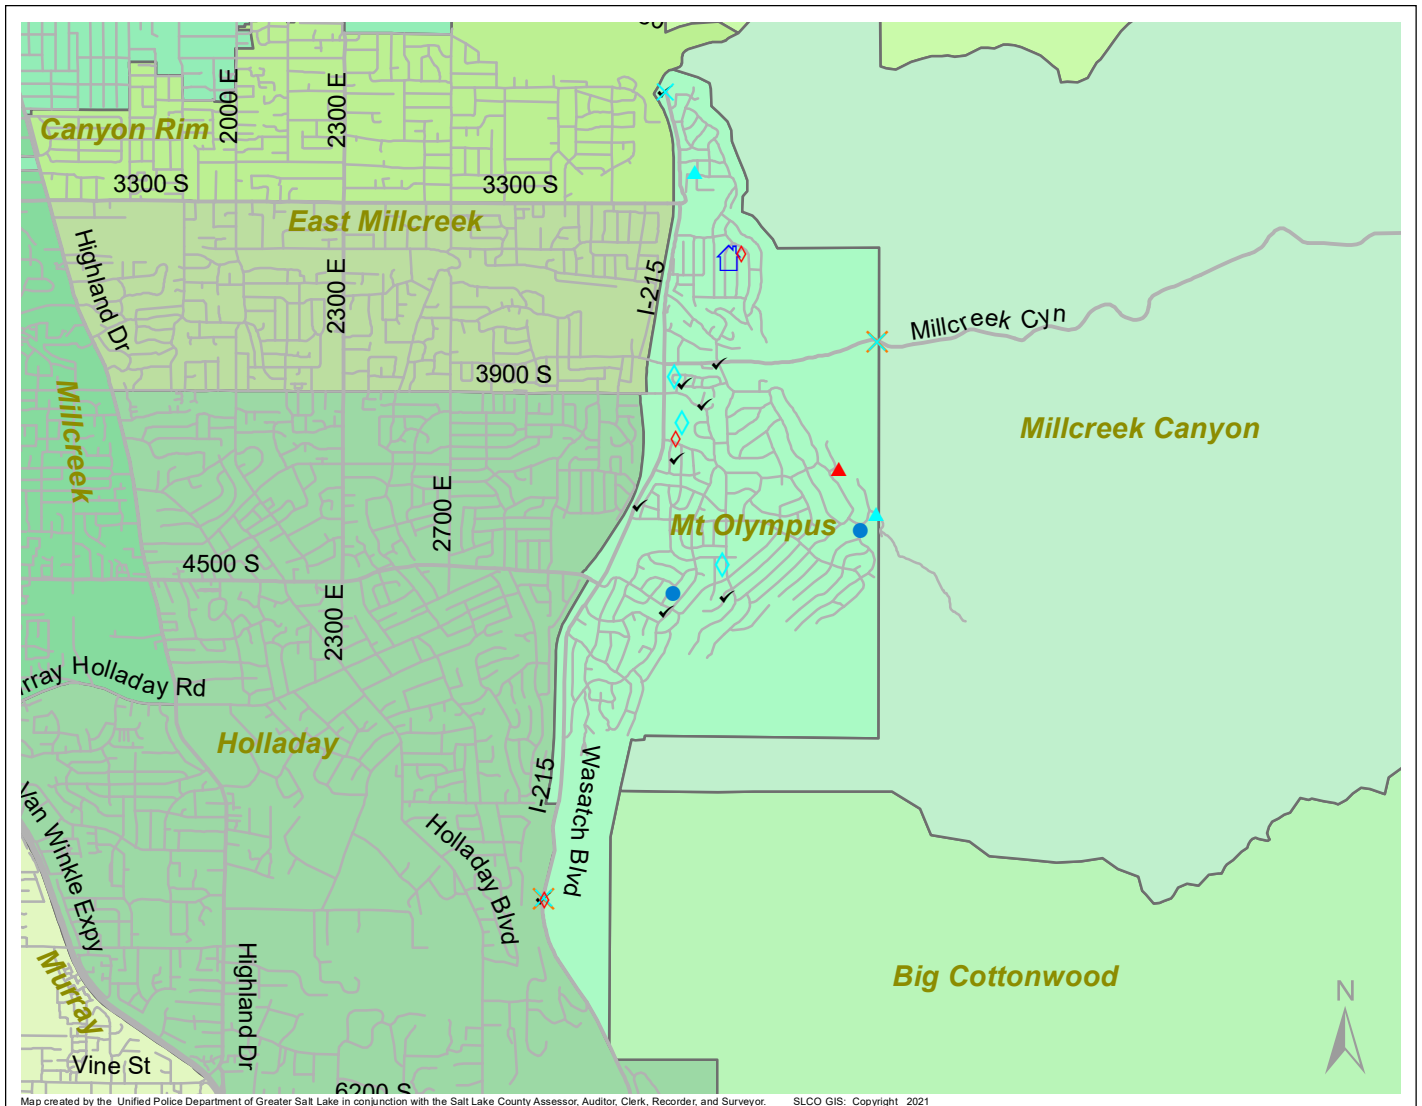 2000 E
2300 E
Canyon Rim
3300 S
3300 S
East Millcreek
Highland Dr
2300 E
I-215
Millcreek Cyn
3900 S
Millcreek
Millcreek Canyon
2700 E
Mt Olympus
4500 S
2300 E
rray Holladay Rd
Holladay
I-215
Wasatch Blvd
Van Winkle Expy
Holladay Blvd
Highland Dr
Murray
Big Cottonwood
N
Vine St
6200 S
Map created by the Unified Police Department of Greater Salt Lake in conjunction with the Salt Lake County Assessor, Auditor, Clerk, Recorder, and Surveyor. SLCO GIS: Copyright 2021